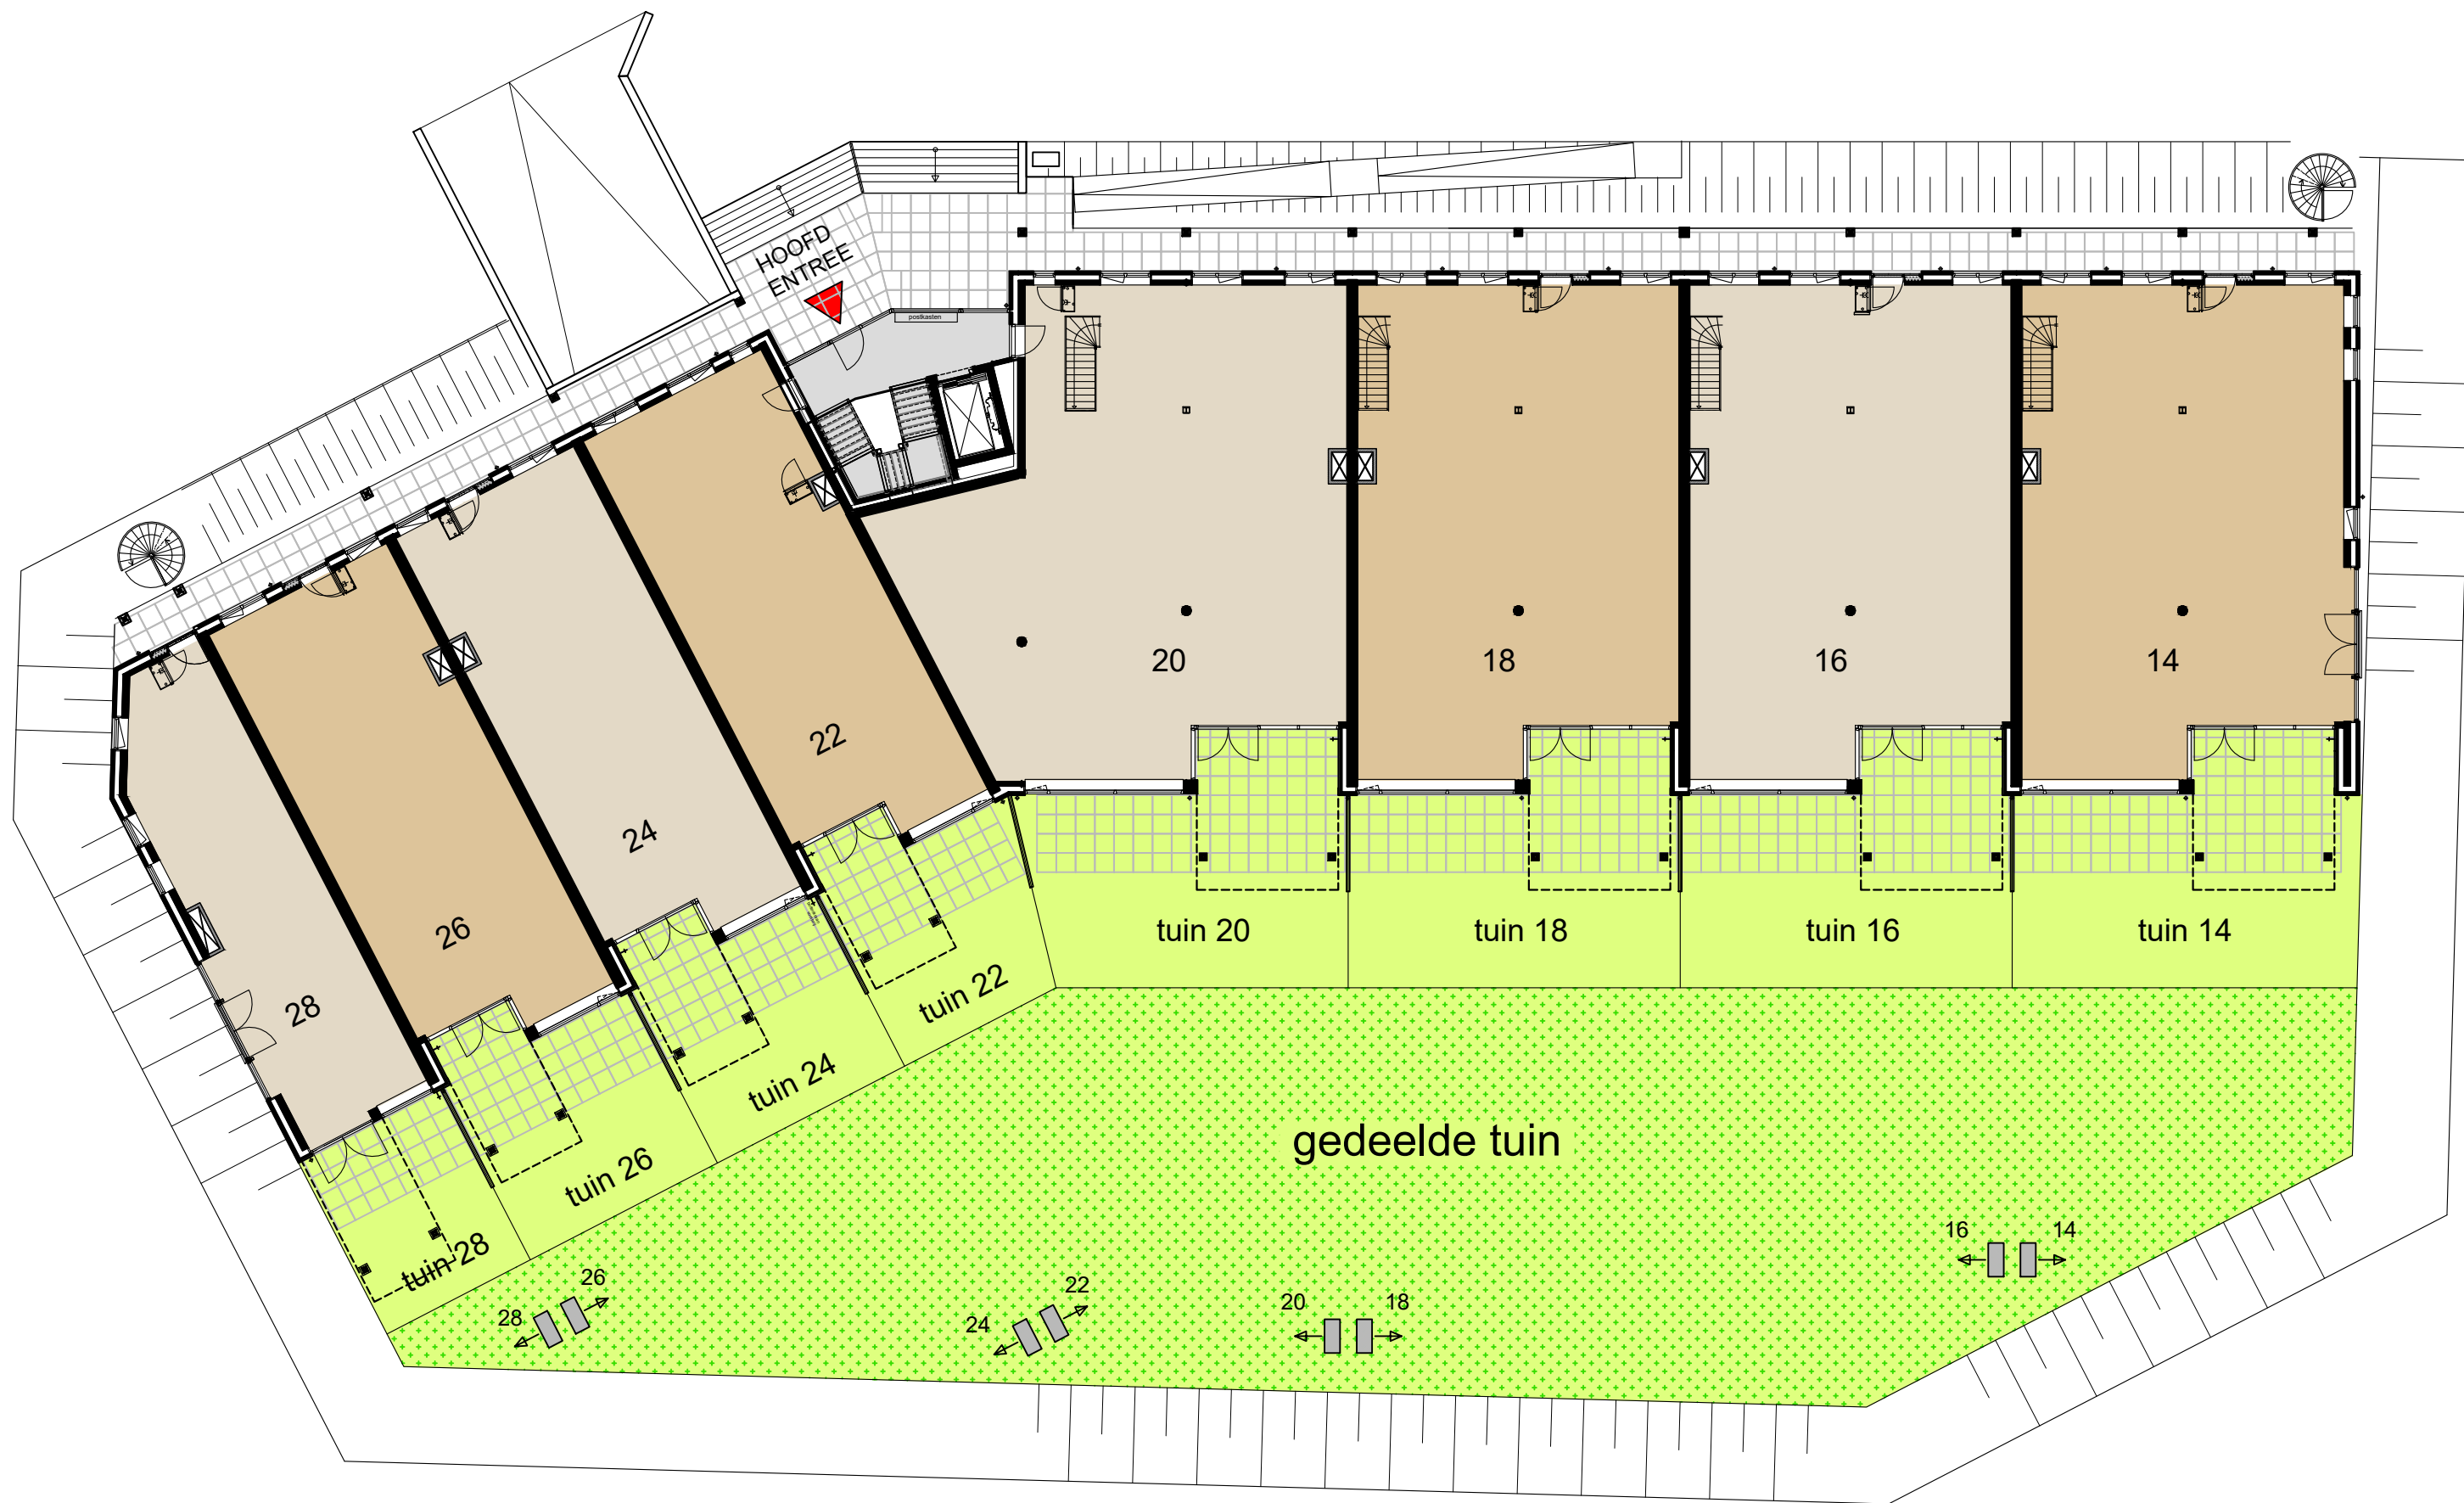 HOOFD
ENTREE
postkasten
20
18
16
14
22
24
26
28
tuin 20
tuin 18
tuin 16
tuin 14
tuin 22
tuin 24
tuin 26
tuin 28
gedeelde tuin
16
14
28
26
24
22
20
18